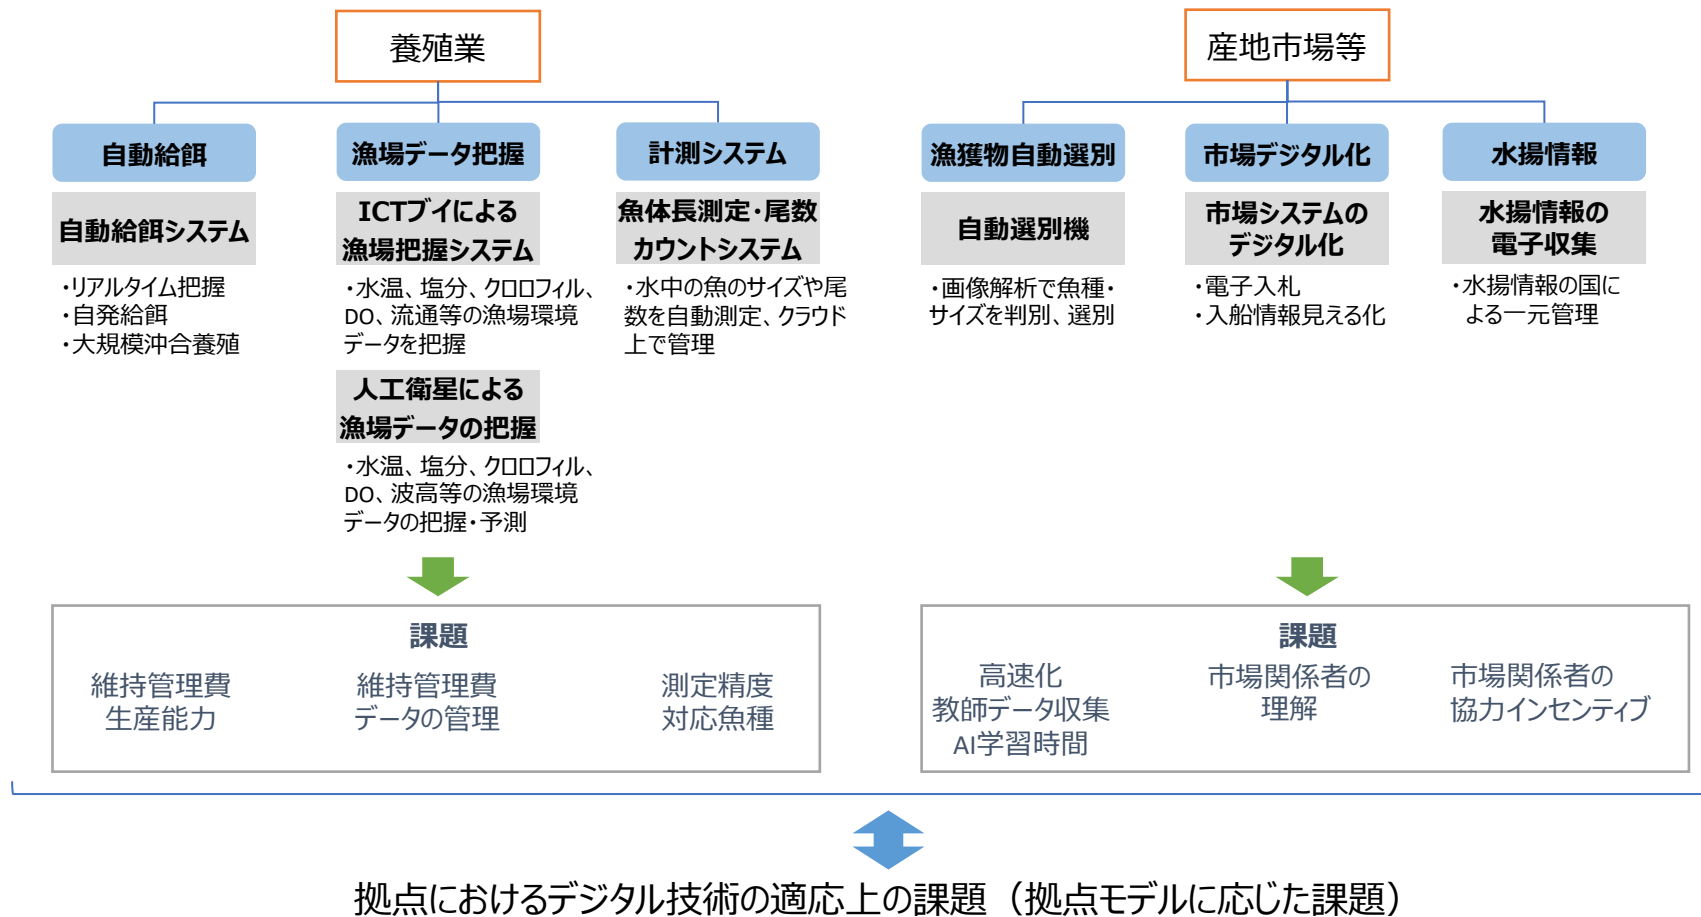 養殖業
自動給餌
漁場データ把握
計測システム
自動給餌システム
・リアルタイム把握
・自発給餌
・大規模沖合養殖
ICTブイによる
漁場把握システム
・水温、塩分、クロロフィル、
DO、流通等の漁場環境
データを把握
人工衛星による
漁場データの把握
・水温、塩分、クロロフィル、
DO、波高等の漁場環境
データの把握・予測
魚体長測定・尾数
カウントシステム
・水中の魚のサイズや尾
数を自動測定、クラウド
上で管理
課題
維持管理費
生産能力
維持管理費
データの管理
測定精度
対応魚種
産地市場等
漁獲物自動選別
市場デジタル化
水揚情報
自動選別機
・画像解析で魚種・
サイズを判別、選別
市場システムの
デジタル化
・電子入札
・入船情報見える化
水揚情報の
電子収集
・水揚情報の国に
よる一元管理
課題
高速化
教師データ収集
AI学習時間
市場関係者の
理解
市場関係者の
協力インセンティブ
拠点におけるデジタル技術の適応上の課題（拠点モデルに応じた課題）